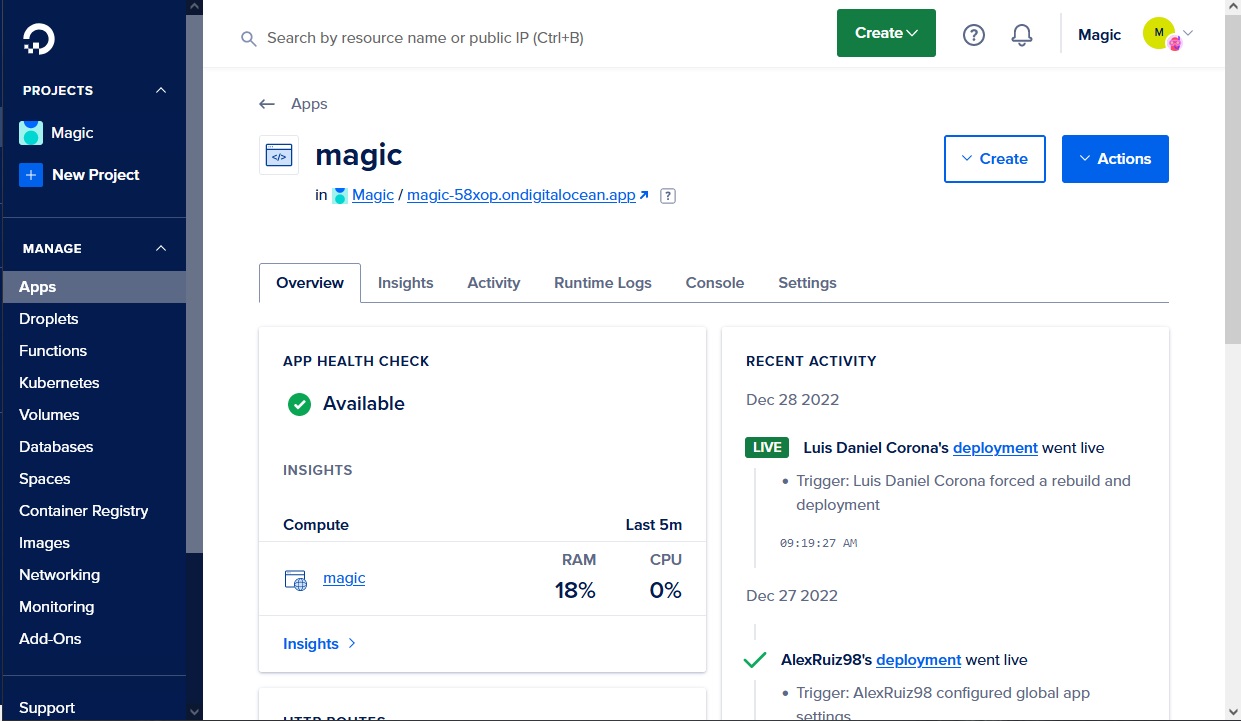 Search by resource name or public IP (Ctrl+B)
Create
?
Magic
M
PROJECTS
Magic
+ New Project
MANAGE
Apps
Droplets
Functions
Kubernetes
Volumes
Databases
Spaces
Container Registry
Images
Networking
Monitoring
Add-Ons
Support
← Apps
</>
magic
in Magic / magic-58xop.ondigitalocean.app ?
Create
Actions
Overview
Insights
Activity
Runtime Logs
Console
Settings
APP HEALTH CHECK
Available
INSIGHTS
Compute Last 5m
RAM CPU
magic 18% 0%
Insights >
HTTP ROUTES
RECENT ACTIVITY
Dec 28 2022
LIVE Luis Daniel Corona's deployment went live
• Trigger: Luis Daniel Corona forced a rebuild and
deployment
09:19:27 AM
Dec 27 2022
AlexRuiz98's deployment went live
• Trigger: AlexRuiz98 configured global app
settings